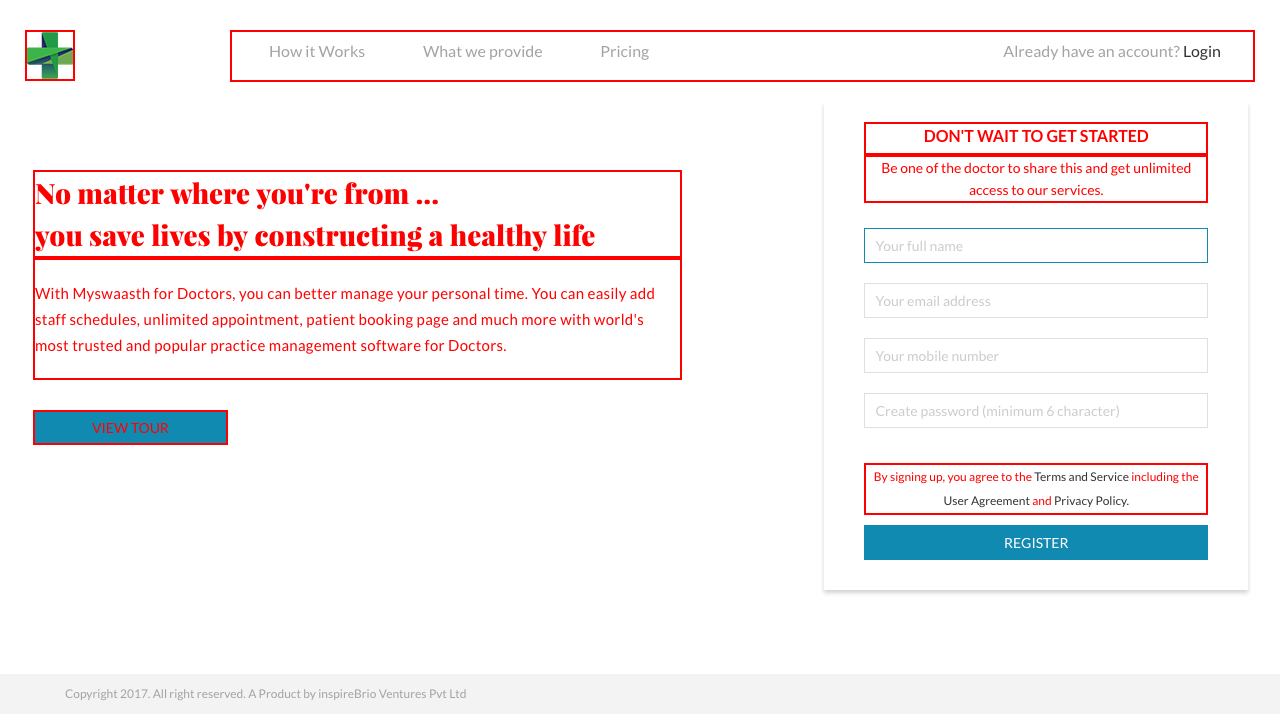 How it Works
What we provide
Pricing
Already have an account? Login
No matter where you're from ...
you save lives by constructing a healthy life
With Myswaasth for Doctors, you can better manage your personal time. You can easily add
staff schedules, unlimited appointment, patient booking page and much more with world's
most trusted and popular practice management software for Doctors.
VIEW TOUR
DON'T WAIT TO GET STARTED
Be one of the doctor to share this and get unlimited
access to our services.
Your full name
Your email address
Your mobile number
Create password (minimum 6 character)
By signing up, you agree to the Terms and Service including the
User Agreement and Privacy Policy.
REGISTER
Copyright 2017. All right reserved. A Product by inspireBrio Ventures Pvt Ltd